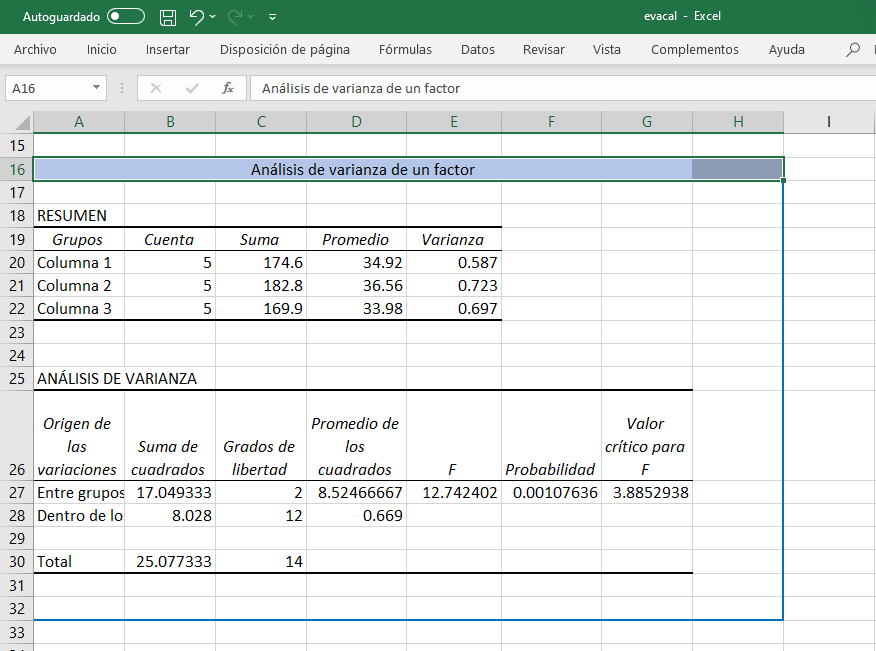 Autoguardado evacal - Excel
Archivo Inicio Insertar Disposición de página Fórmulas Datos Revisar Vista Complementos Ayuda
A16 fx Análisis de varianza de un factor
A B C D E F G H I
15
16 Análisis de varianza de un factor
17
18 RESUMEN
19 Grupos Cuenta Suma Promedio Varianza
20 Columna 1 5 174.6 34.92 0.587
21 Columna 2 5 182.8 36.56 0.723
22 Columna 3 5 169.9 33.98 0.697
23
24
25 ANÁLISIS DE VARIANZA
Origen de Promedio de Valor
las Suma de Grados de los crítico para
26 variaciones cuadrados libertad cuadrados F Probabilidad F
27 Entre grupos 17.049333 2 8.52466667 12.742402 0.00107636 3.8852938
28 Dentro de lo 8.028 12 0.669
29
30 Total 25.077333 14
31
32
33